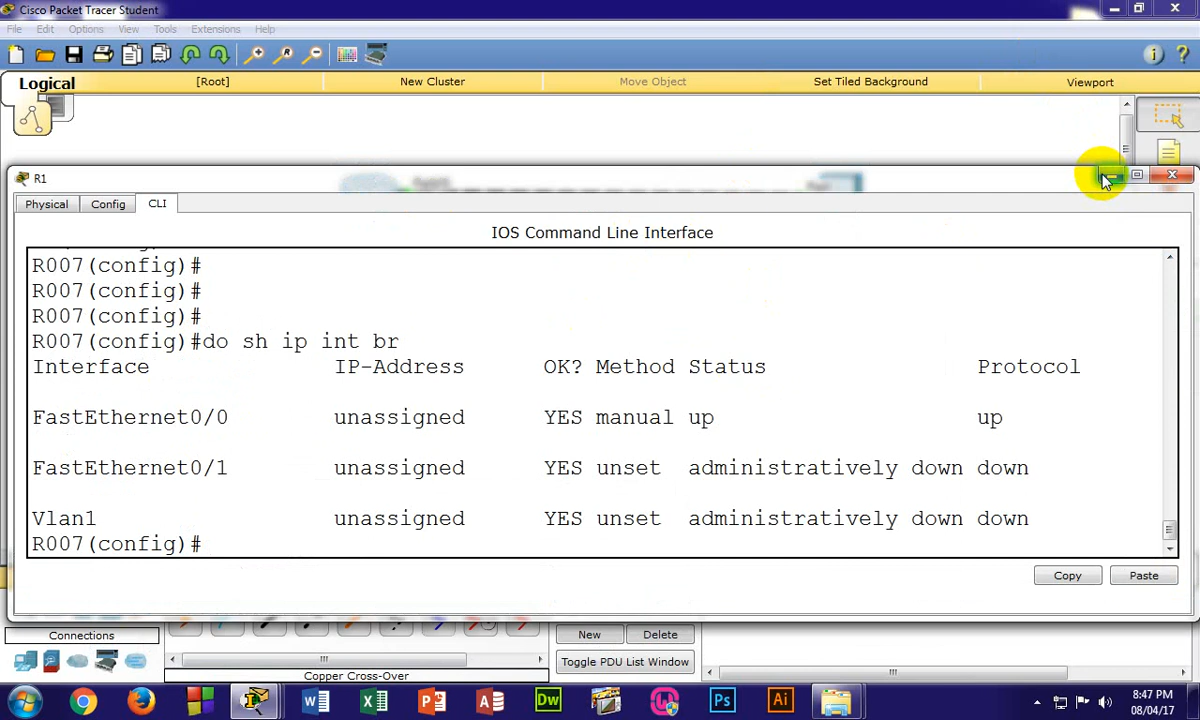 Cisco Packet Tracer Student
File Edit Options View Tools Extensions Help
Logical [Root] New Cluster Move Object Set Tiled Background Viewport
R1
Physical Config CLI
IOS Command Line Interface
R007(config)#
R007(config)#
R007(config)#
R007(config)#do sh ip int br
Interface IP-Address OK? Method Status Protocol
FastEthernet0/0 unassigned YES manual up up
FastEthernet0/1 unassigned YES unset administratively down down
Vlan1 unassigned YES unset administratively down down
R007(config)#
Copy Paste
Connections New Delete
Toggle PDU List Window
Copper Cross-Over
Dw Ps Ai
8:47 PM
08/04/17